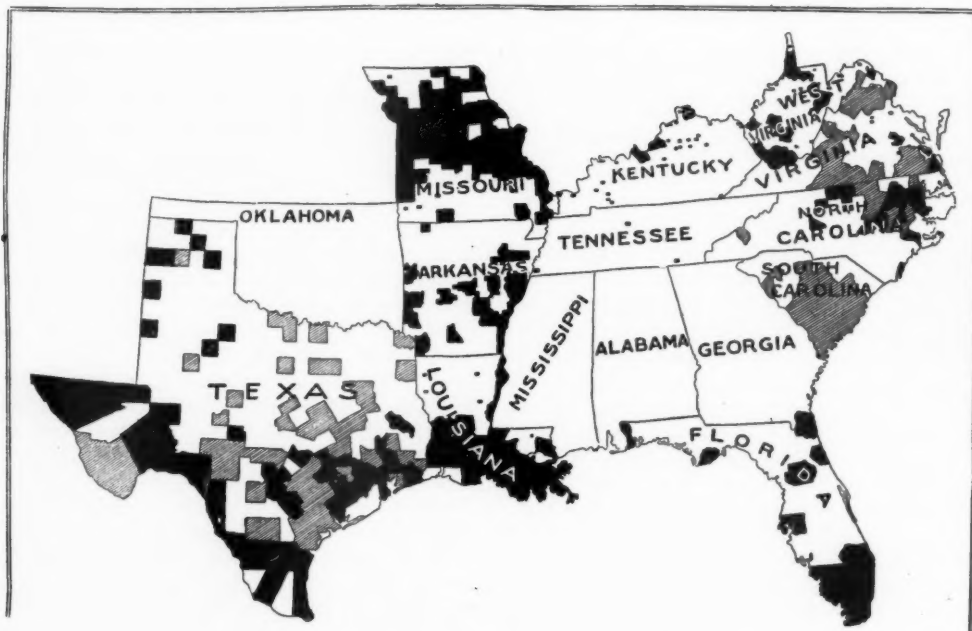 WEST
VIRGINIA
VIRGINIA
KENTUCKY
MISSOURI
OKLAHOMA
TENNESSEE
NORTH
CAROLINA
ARKANSAS
SOUTH
CAROLINA
MISSISSIPPI
ALABAMA
GEORGIA
TEXAS
LOUISIANA
FLORIDA